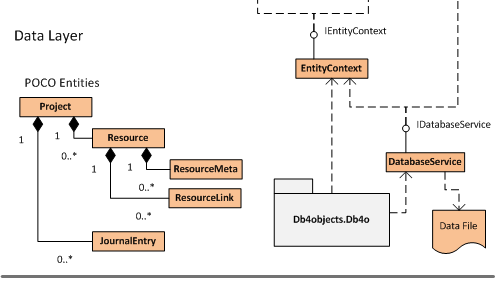 IEntityContext
Data Layer
EntityContext
POCO Entities
Project
1
1
0..*
Resource
1
1
0..*
ResourceMeta
ResourceLink
0..*
JournalEntry
0..*
IDatabaseService
DatabaseService
Db4objects.Db4o
Data File